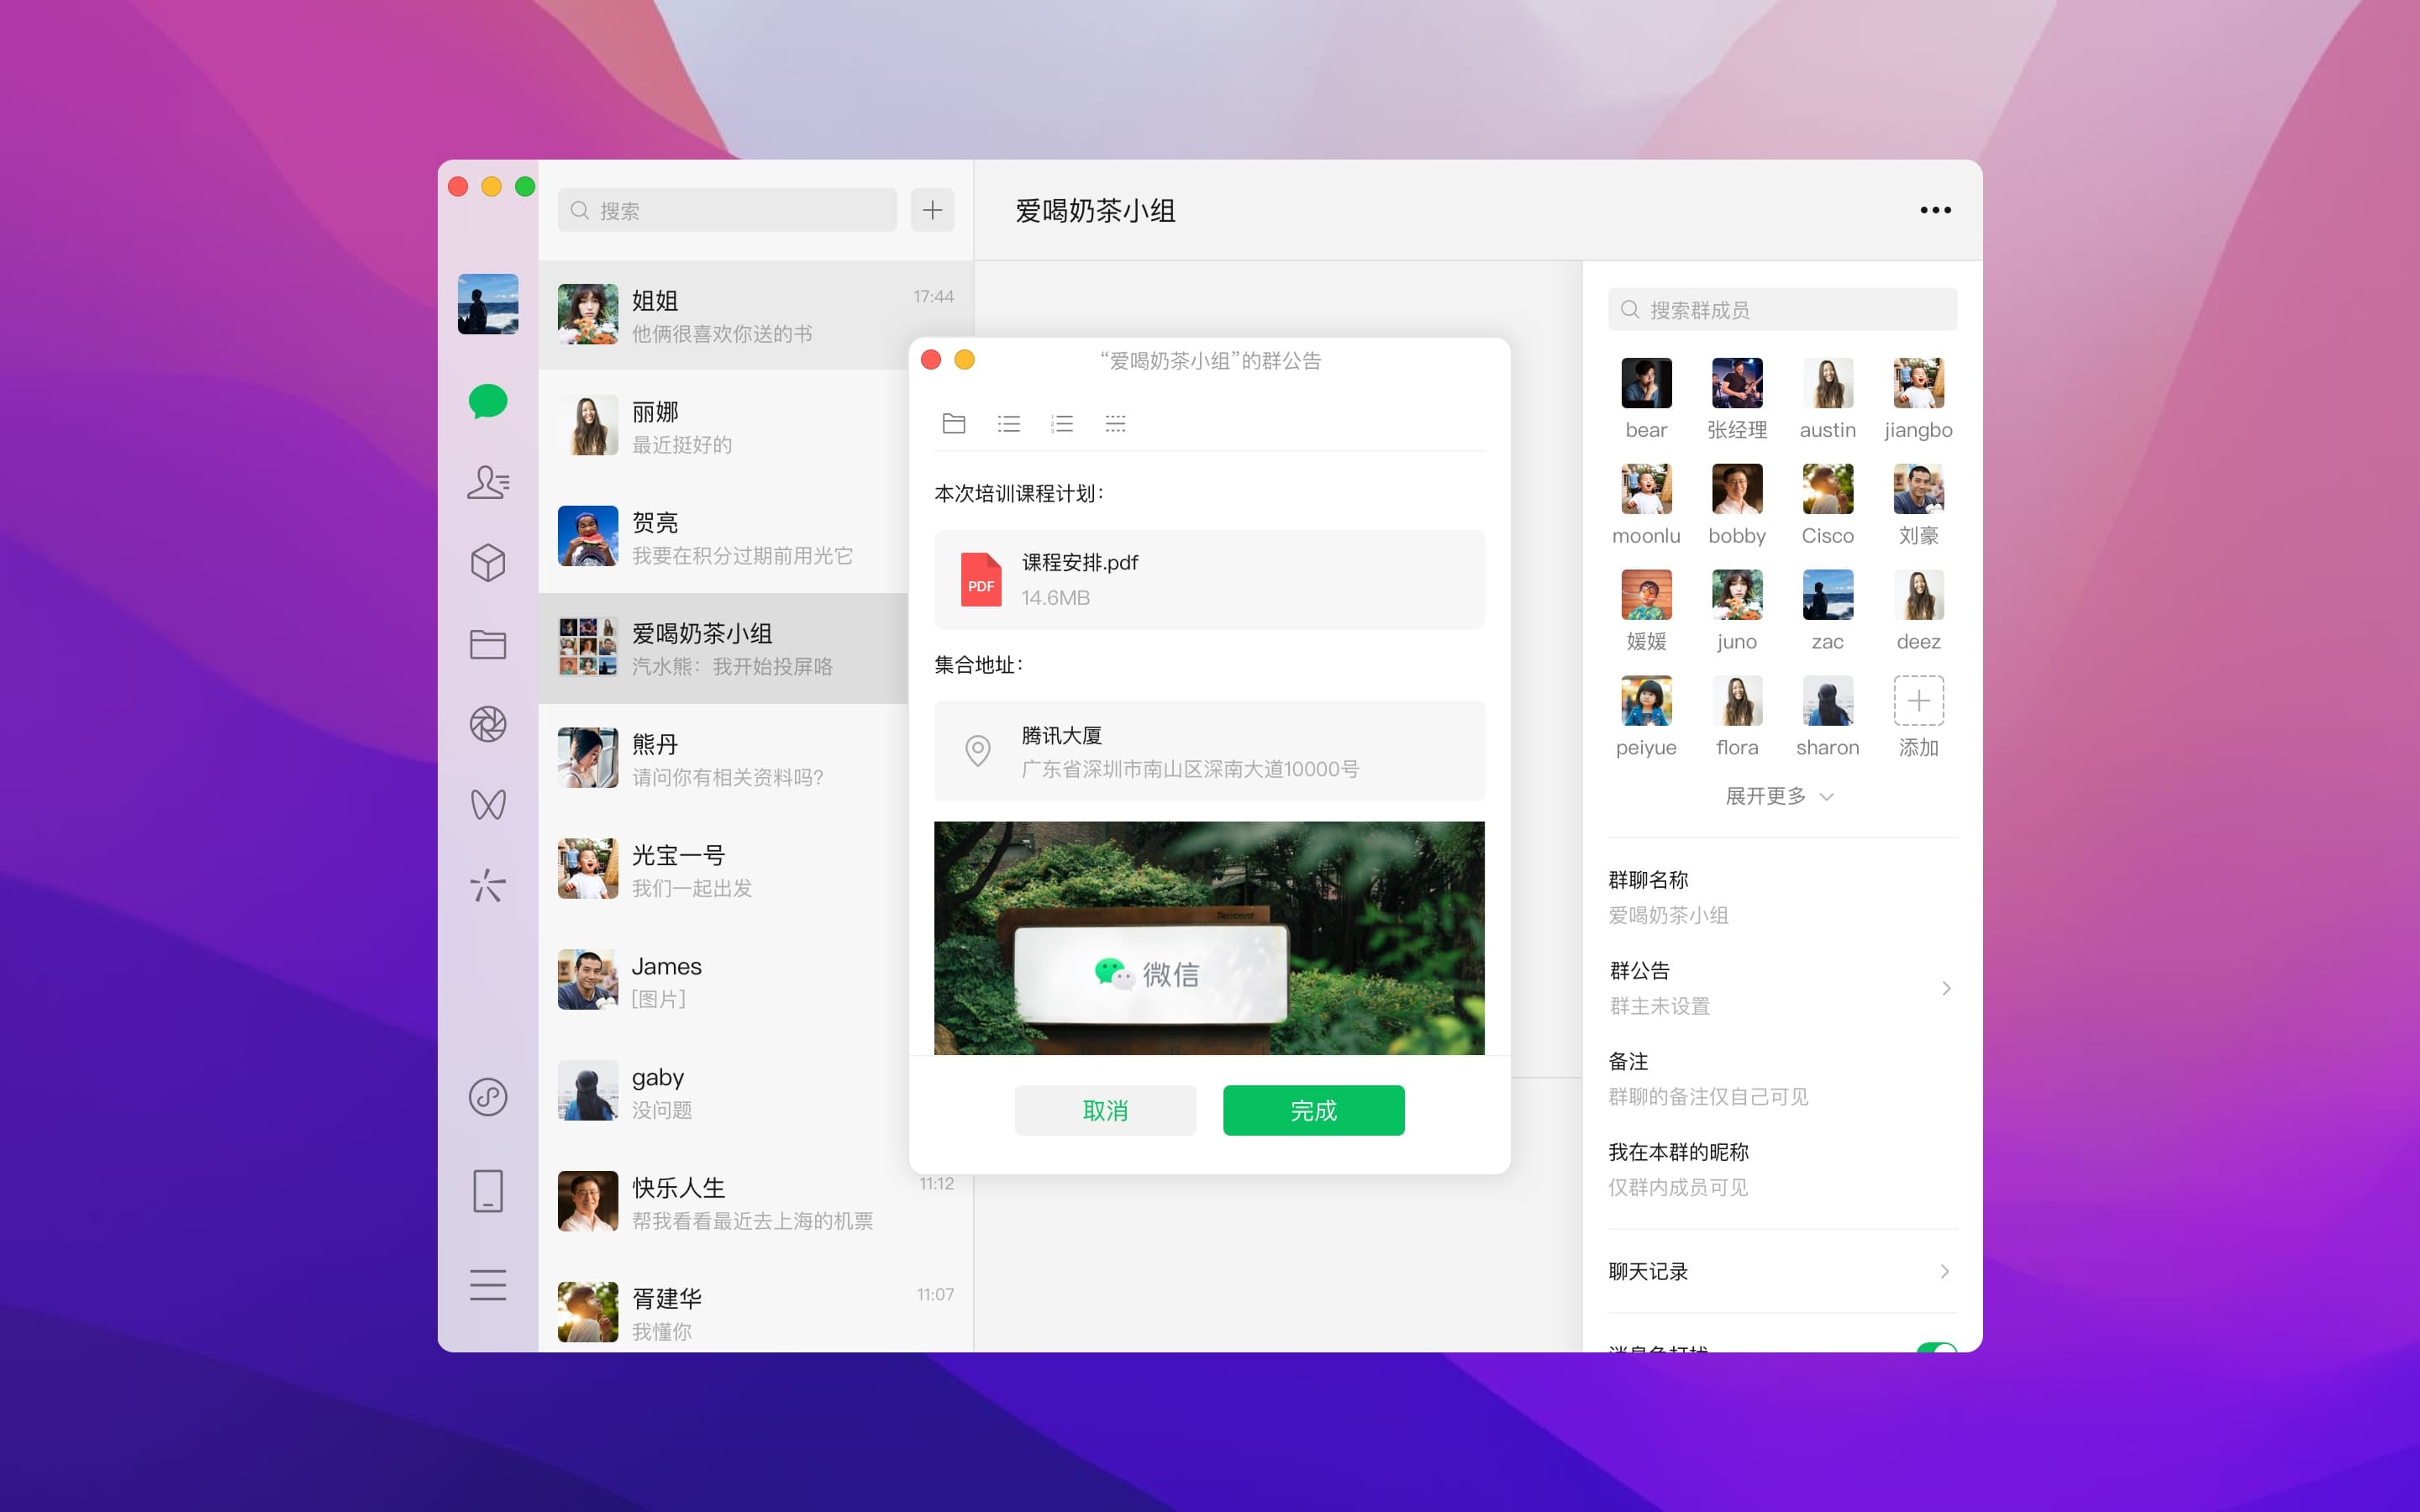 搜索
姐姐
17:44
他俩很喜欢你送的书
丽娜
最近挺好的
贺亮
我要在积分过期前用光它
爱喝奶茶小组
汽水熊：我开始投屏咯
熊丹
请问你有相关资料吗？
光宝一号
我们一起出发
James
[图片]
gaby
没问题
快乐人生
11:12
帮我看看最近去上海的机票
胥建华
11:07
我懂你
爱喝奶茶小组
“爱喝奶茶小组”的群公告
本次培训课程计划：
PDF
课程安排.pdf
14.6MB
集合地址：
腾讯大厦
广东省深圳市南山区深南大道10000号
Tencent
微信
取消
完成
搜索群成员
bear 张经理 austin jiangbo
moonlu bobby Cisco 刘豪
媛媛 juno zac deez
peiyue flora sharon 添加
展开更多
群聊名称
爱喝奶茶小组
群公告
群主未设置
备注
群聊的备注仅自己可见
我在本群的昵称
仅群内成员可见
聊天记录
消息免打扰